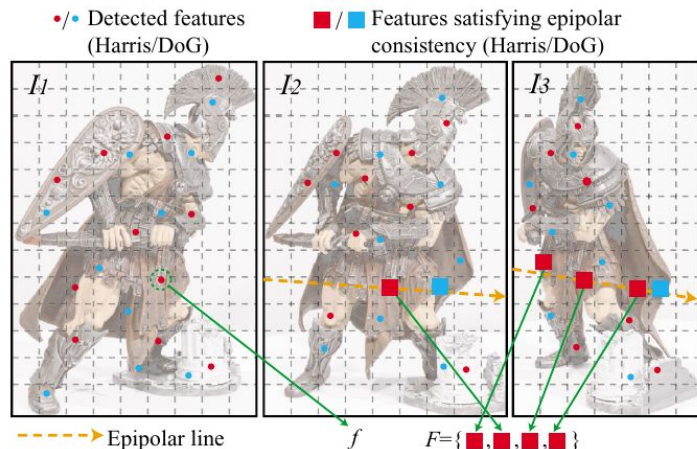 •/• Detected features
(Harris/DoG)
■ / ■ Features satisfying epipolar
consistency (Harris/DoG)
I1
I2
I3
Epipolar line
f
F={■,■,■,■}